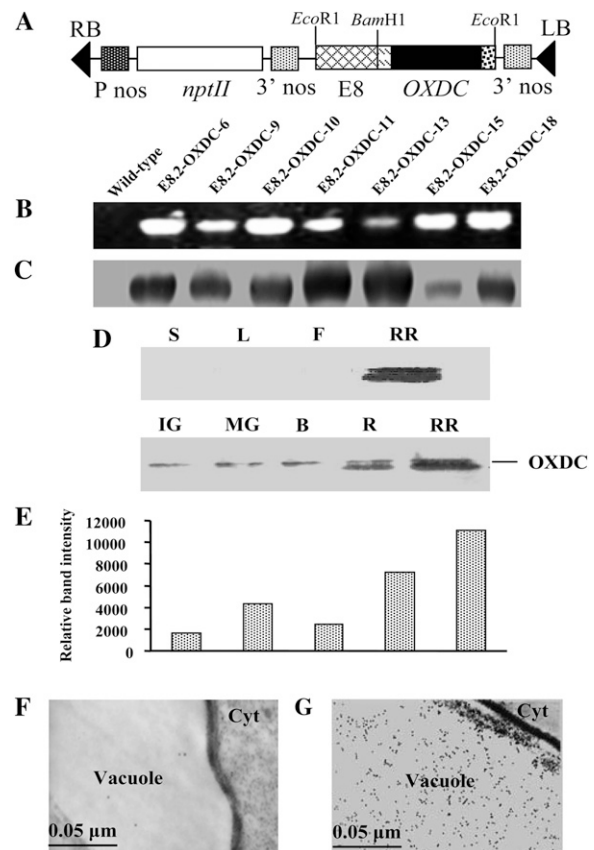 A
RB
EcoR1
BamH1
EcoR1
LB
P nos
nptII
3’ nos
E8
OXDC
3’ nos
Wild-type
E8.2-OXDC-6
E8.2-OXDC-9
E8.2-OXDC-10
E8.2-OXDC-11
E8.2-OXDC-13
E8.2-OXDC-15
E8.2-OXDC-18
B
C
D
S L F RR
IG MG B R RR
OXDC
E
Relative band intensity
12000
10000
8000
6000
4000
2000
0
F
Cyt
Vacuole
0.05 µm
G
Cyt
Vacuole
0.05 µm